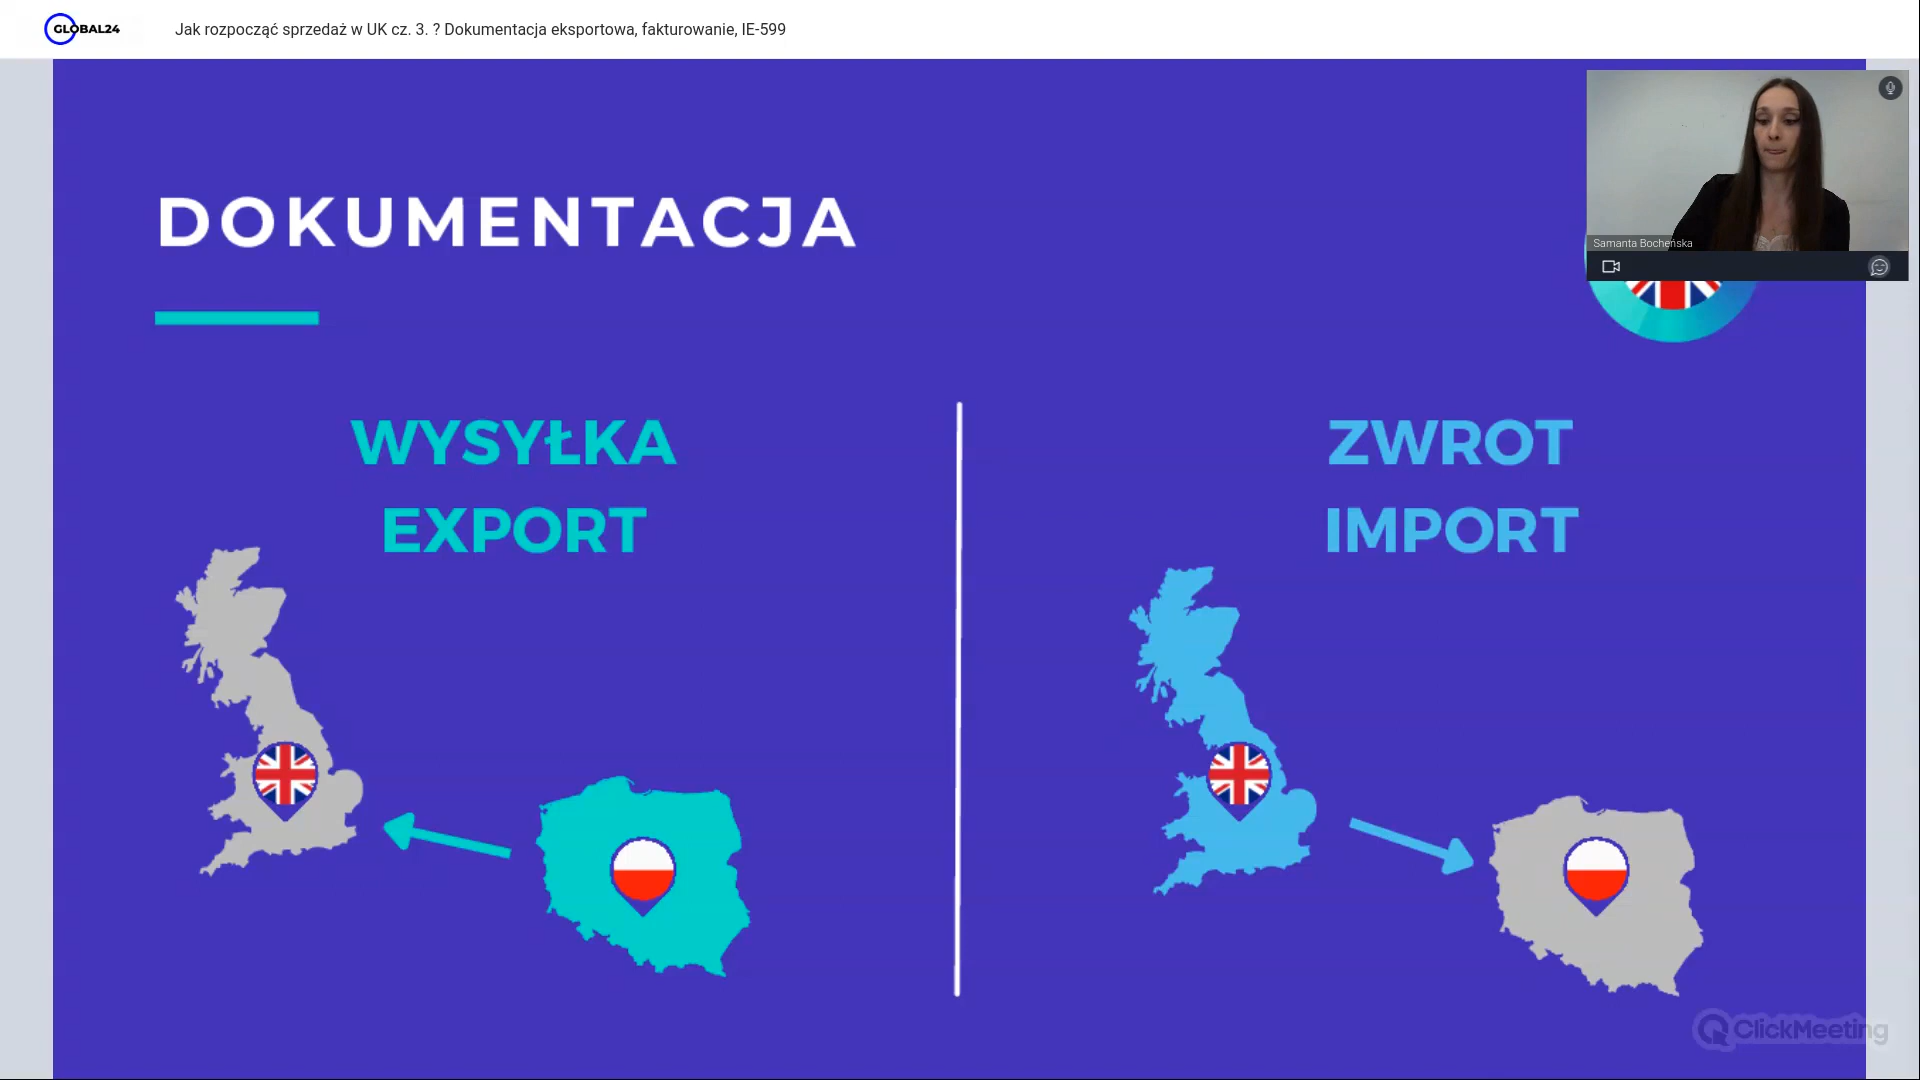 GLOBAL24
Jak rozpocząć sprzedaż w UK cz. 3. ? Dokumentacja eksportowa, fakturowanie, IE-599
Samanta Bocheńska
DOKUMENTACJA
WYSYŁKA
EXPORT
ZWROT
IMPORT
ClickMeeting